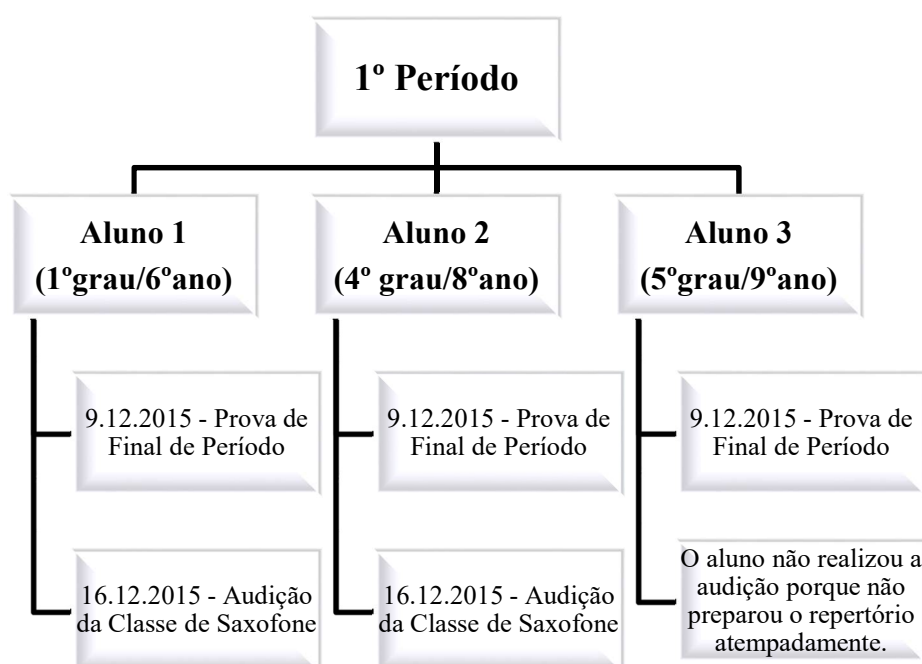 1º Período
Aluno 1
(1ºgrau/6ºano)
9.12.2015 - Prova de
Final de Período
16.12.2015 - Audição
da Classe de Saxofone
Aluno 2
(4º grau/8ºano)
9.12.2015 - Prova de
Final de Período
16.12.2015 - Audição
da Classe de Saxofone
Aluno 3
(5ºgrau/9ºano)
9.12.2015 - Prova de
Final de Período
O aluno não realizou a
audição porque não
preparou o repertório
atempadamente.